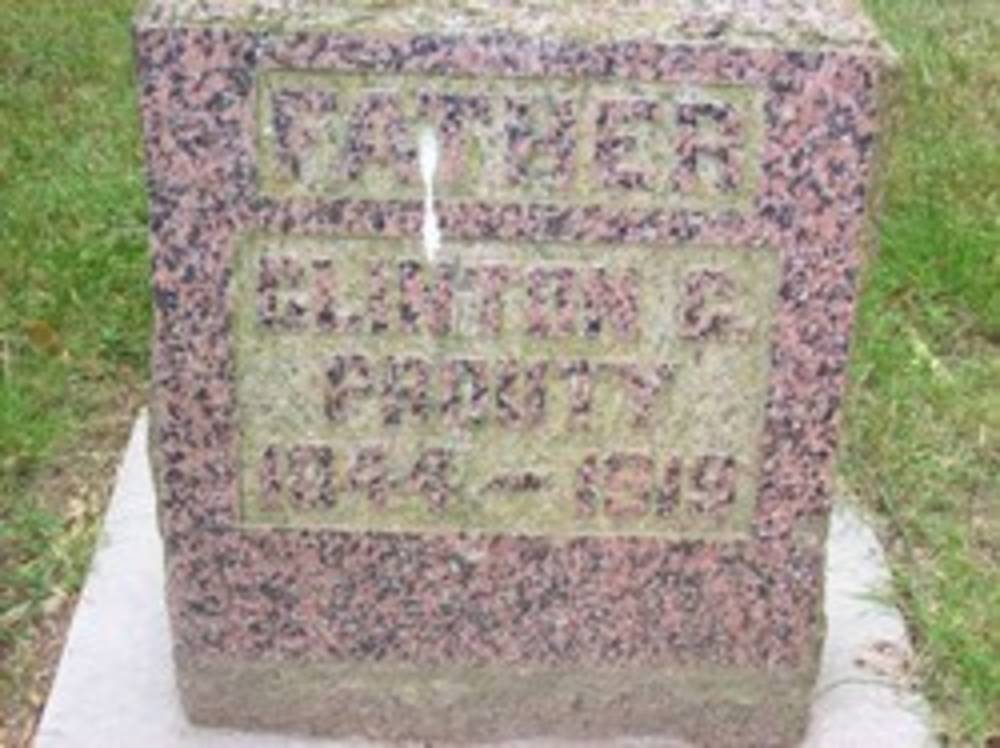 FATHER
CLINTON C.
PROUTY
1844 – 1919